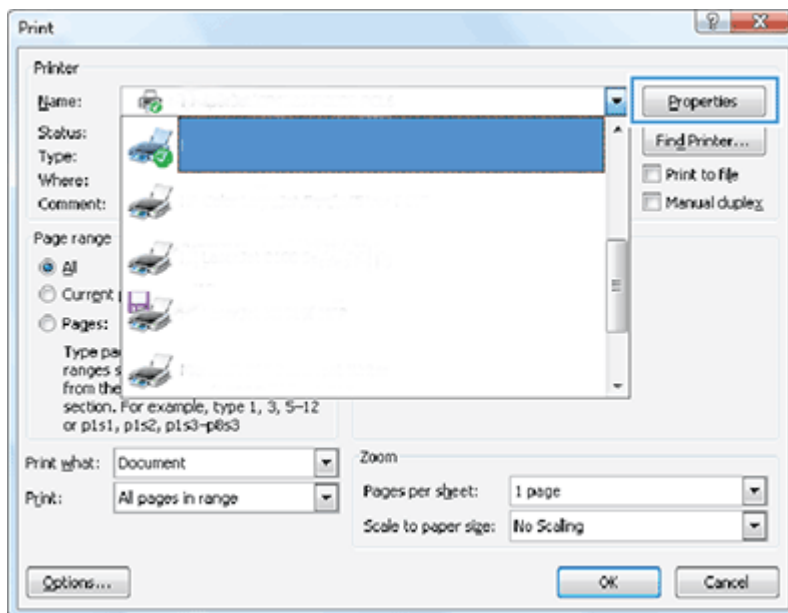 Print
Printer
Name:
Properties
Status:
Find Printer...
Type:
Print to file
Where:
Comment:
Manual duplex
Page range
All
Current
Pages:
Type
ranges
from the
section. For example, type 1, 3, 5–12
or p1s1, p1s2, p1s3–p8s3
Print what: Document
Print: All pages in range
Zoom
Pages per sheet: 1 page
Scale to paper size: No Scaling
Options...
OK
Cancel